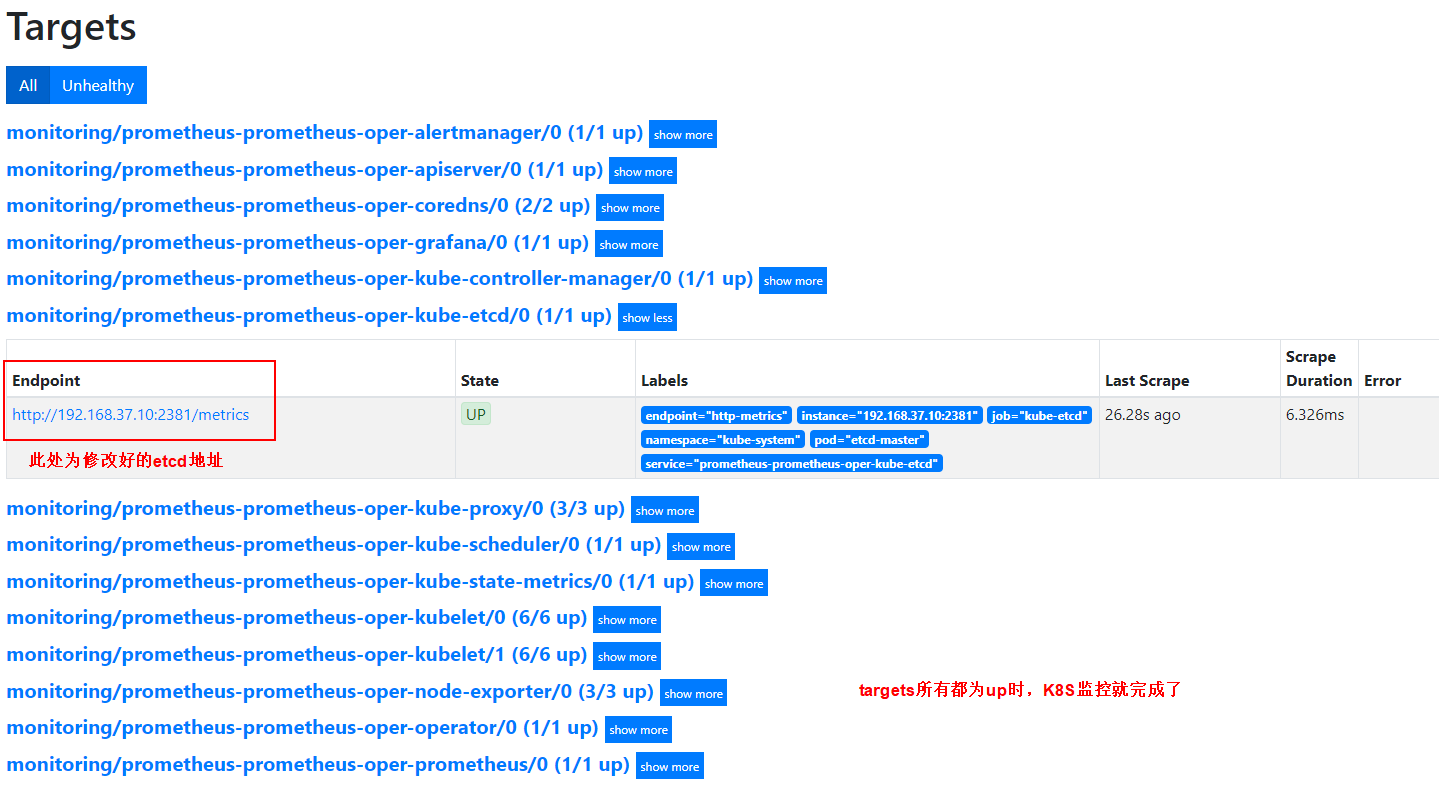 Targets
All Unhealthy
monitoring/prometheus-prometheus-oper-alertmanager/0 (1/1 up) show more
monitoring/prometheus-prometheus-oper-apiserver/0 (1/1 up) show more
monitoring/prometheus-prometheus-oper-coredns/0 (2/2 up) show more
monitoring/prometheus-prometheus-oper-grafana/0 (1/1 up) show more
monitoring/prometheus-prometheus-oper-kube-controller-manager/0 (1/1 up) show more
monitoring/prometheus-prometheus-oper-kube-etcd/0 (1/1 up) show less
Endpoint State Labels Last Scrape Scrape Duration Error
http://192.168.37.10:2381/metrics UP endpoint="http-metrics" instance="192.168.37.10:2381" job="kube-etcd" 26.28s ago 6.326ms
namespace="kube-system" pod="etcd-master"
此处为修改好的etcd地址 service="prometheus-prometheus-oper-kube-etcd"
monitoring/prometheus-prometheus-oper-kube-proxy/0 (3/3 up) show more
monitoring/prometheus-prometheus-oper-kube-scheduler/0 (1/1 up) show more
monitoring/prometheus-prometheus-oper-kube-state-metrics/0 (1/1 up) show more
monitoring/prometheus-prometheus-oper-kubelet/0 (6/6 up) show more
monitoring/prometheus-prometheus-oper-kubelet/1 (6/6 up) show more
monitoring/prometheus-prometheus-oper-node-exporter/0 (3/3 up) show more targets所有都为up时，K8S监控就完成了
monitoring/prometheus-prometheus-oper-operator/0 (1/1 up) show more
monitoring/prometheus-prometheus-oper-prometheus/0 (1/1 up) show more